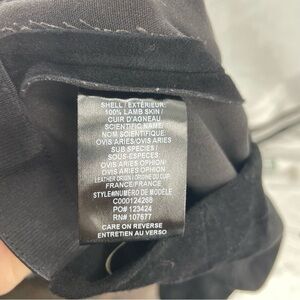 SHELL / EXTÉRIEUR:
100% LAMB SKIN /
CUIR D'AGNEAU
SCIENTIFIC NAME/
NOM SCIENTIFIQUE:
OVIS ARIES/OVIS ARIES
SUB SPECIES /
SOUS-ESPECES:
OVIS ARIES OPHION/
OVIS ARIES OPHION
LEATHER ORIGIN / ORIGINE DU CUIR:
FRANCE/FRANCE
STYLE#/NUMÉRO DE MODÈLE
C000124268
PO# 123424
RN# 107677
CARE ON REVERSE
ENTRETIEN AU VERSO